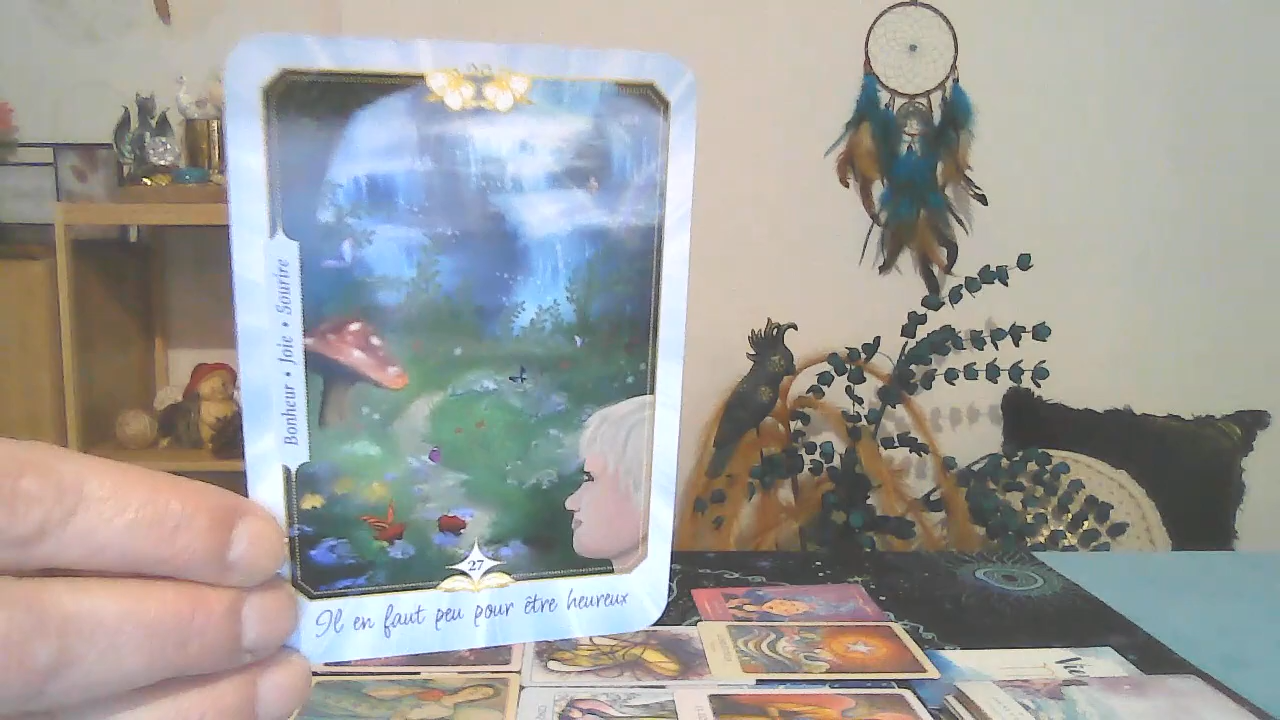 Bonheur • Joie • Sourire
27
Il en faut peu pour être heureux